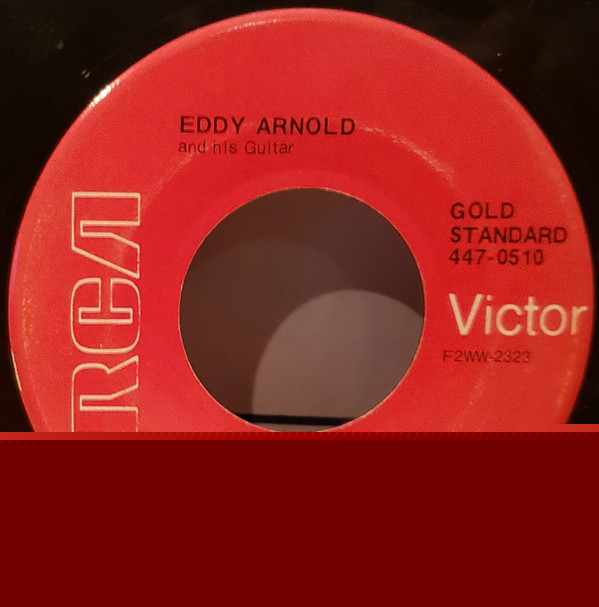 EDDY ARNOLD
and his Guitar
RCA
GOLD
STANDARD
447-0510
Victor
F2WW-2323